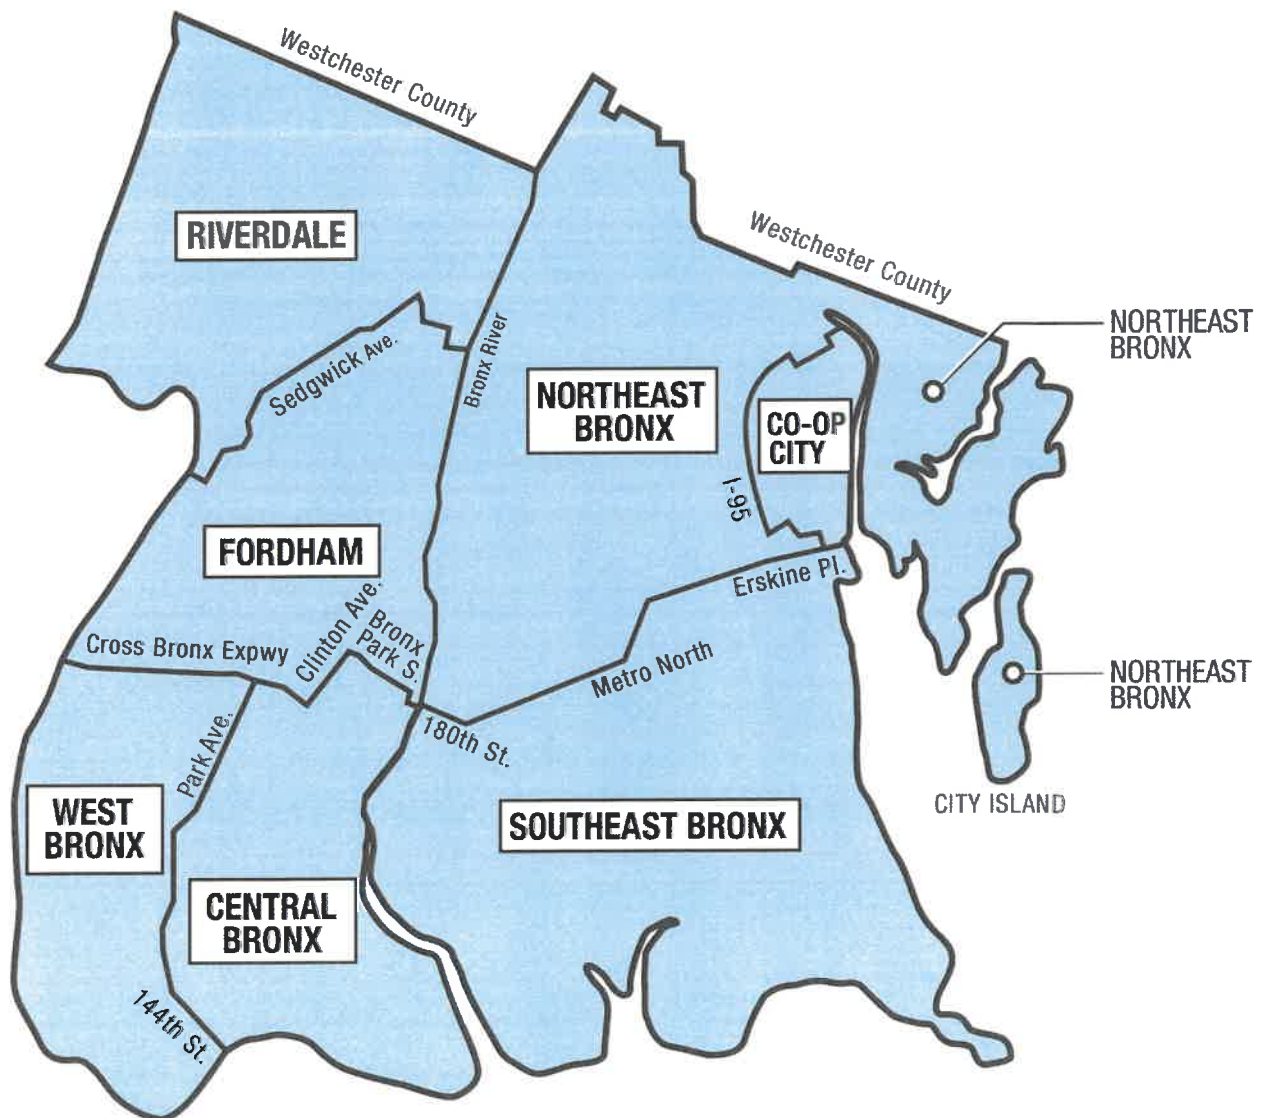 Westchester County
RIVERDALE
Westchester County
NORTHEAST
BRONX
Sedgwick Ave.
Bronx River
NORTHEAST
BRONX
CO-OP
CITY
I-95
FORDHAM
Erskine Pl.
Clinton Ave.
Bronx
Park S.
Cross Bronx Expwy
Metro North
NORTHEAST
BRONX
Park Ave.
180th St.
WEST
BRONX
SOUTHEAST BRONX
CITY ISLAND
CENTRAL
BRONX
144th St.